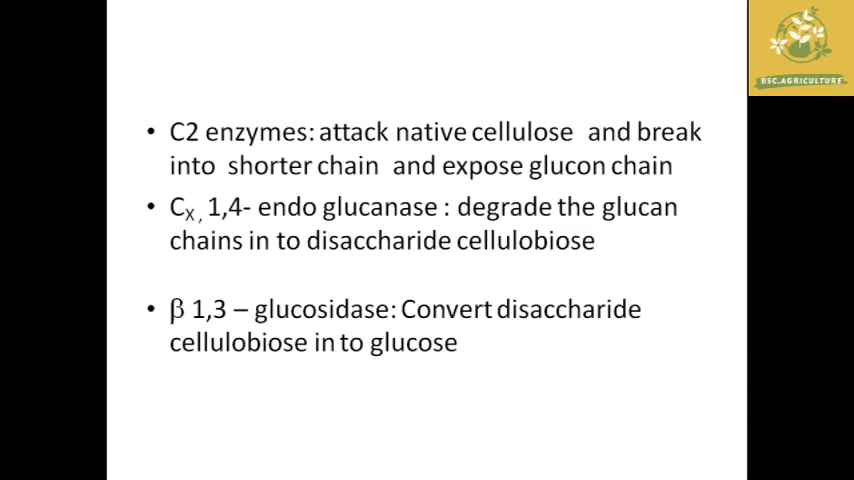 BSC.AGRICULTURE
• C2 enzymes: attack native cellulose and break
into shorter chain and expose glucon chain
• Cx, 1,4- endo glucanase : degrade the glucan
chains in to disaccharide cellulobiose
• β 1,3 – glucosidase: Convert disaccharide
cellulobiose in to glucose